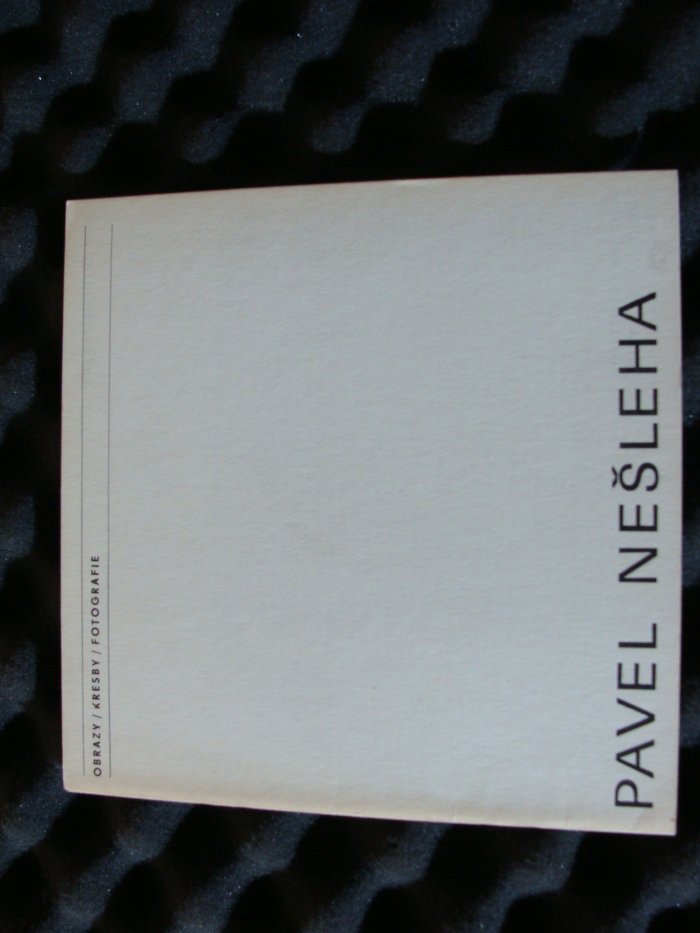 OBRAZY / KRESBY / FOTOGRAFIE
PAVEL NEŠLEHA